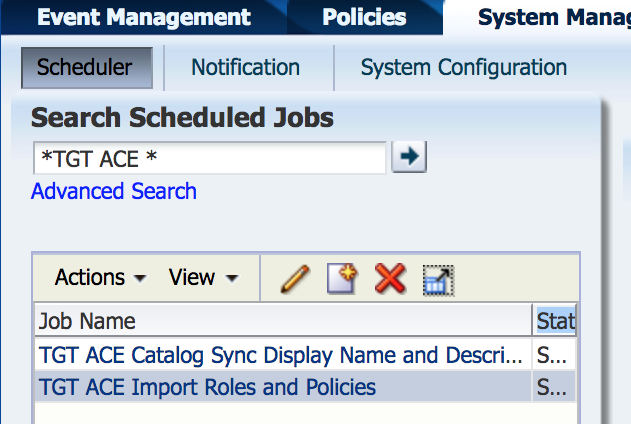 Event Management Policies System Manag
Scheduler Notification System Configuration
Search Scheduled Jobs
*TGT ACE *
Advanced Search
Actions View
Job Name Stat
TGT ACE Catalog Sync Display Name and Descri... S...
TGT ACE Import Roles and Policies S...